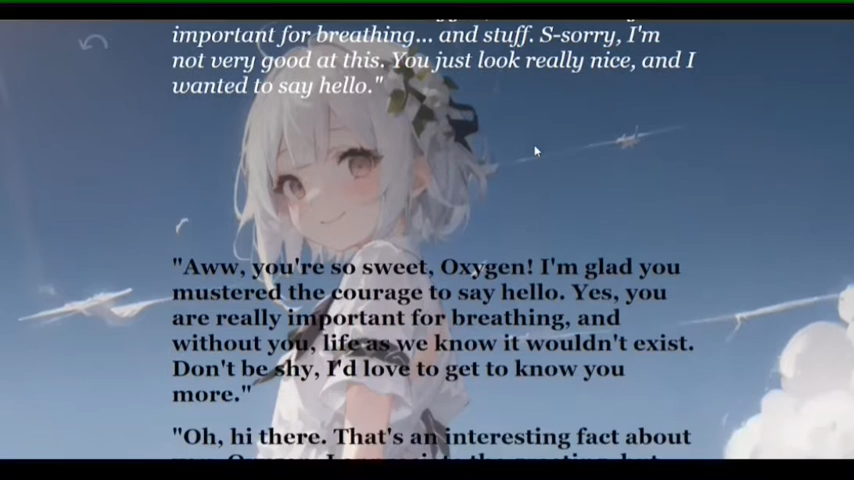 important for breathing... and stuff. S-sorry, I'm
not very good at this. You just look really nice, and I
wanted to say hello."
"Aww, you're so sweet, Oxygen! I'm glad you
mustered the courage to say hello. Yes, you
are really important for breathing, and
without you, life as we know it wouldn't exist.
Don't be shy, I'd love to get to know you
more."
"Oh, hi there. That's an interesting fact about